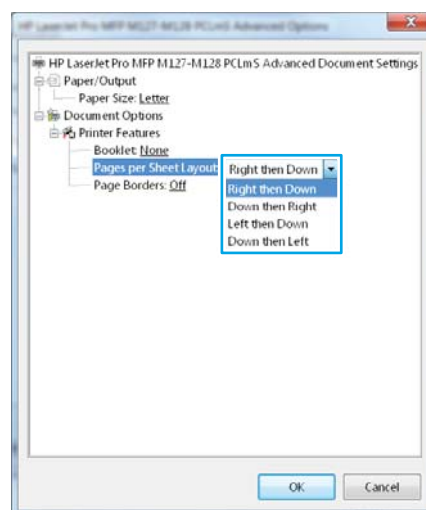 HP LaserJet Pro MFP M127-M128 PCLmS Advanced Options
HP LaserJet Pro MFP M127-M128 PCLmS Advanced Document Settings
Paper/Output
Paper Size: Letter
Document Options
Printer Features
Booklet: None
Pages per Sheet Layout: Right then Down
Right then Down
Page Borders: Off
Down then Right
Left then Down
Down then Left
OK
Cancel